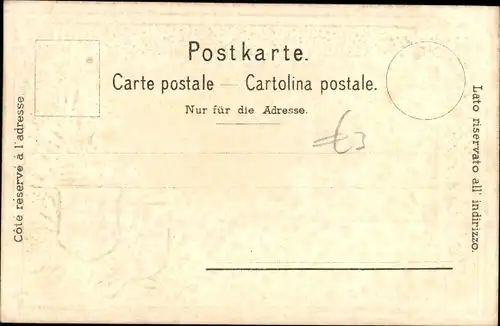 Postkarte.
Carte postale — Cartolina postale.
Nur für die Adresse.
Côté réservé à l'adresse
Lato riservato all' indirizzo.